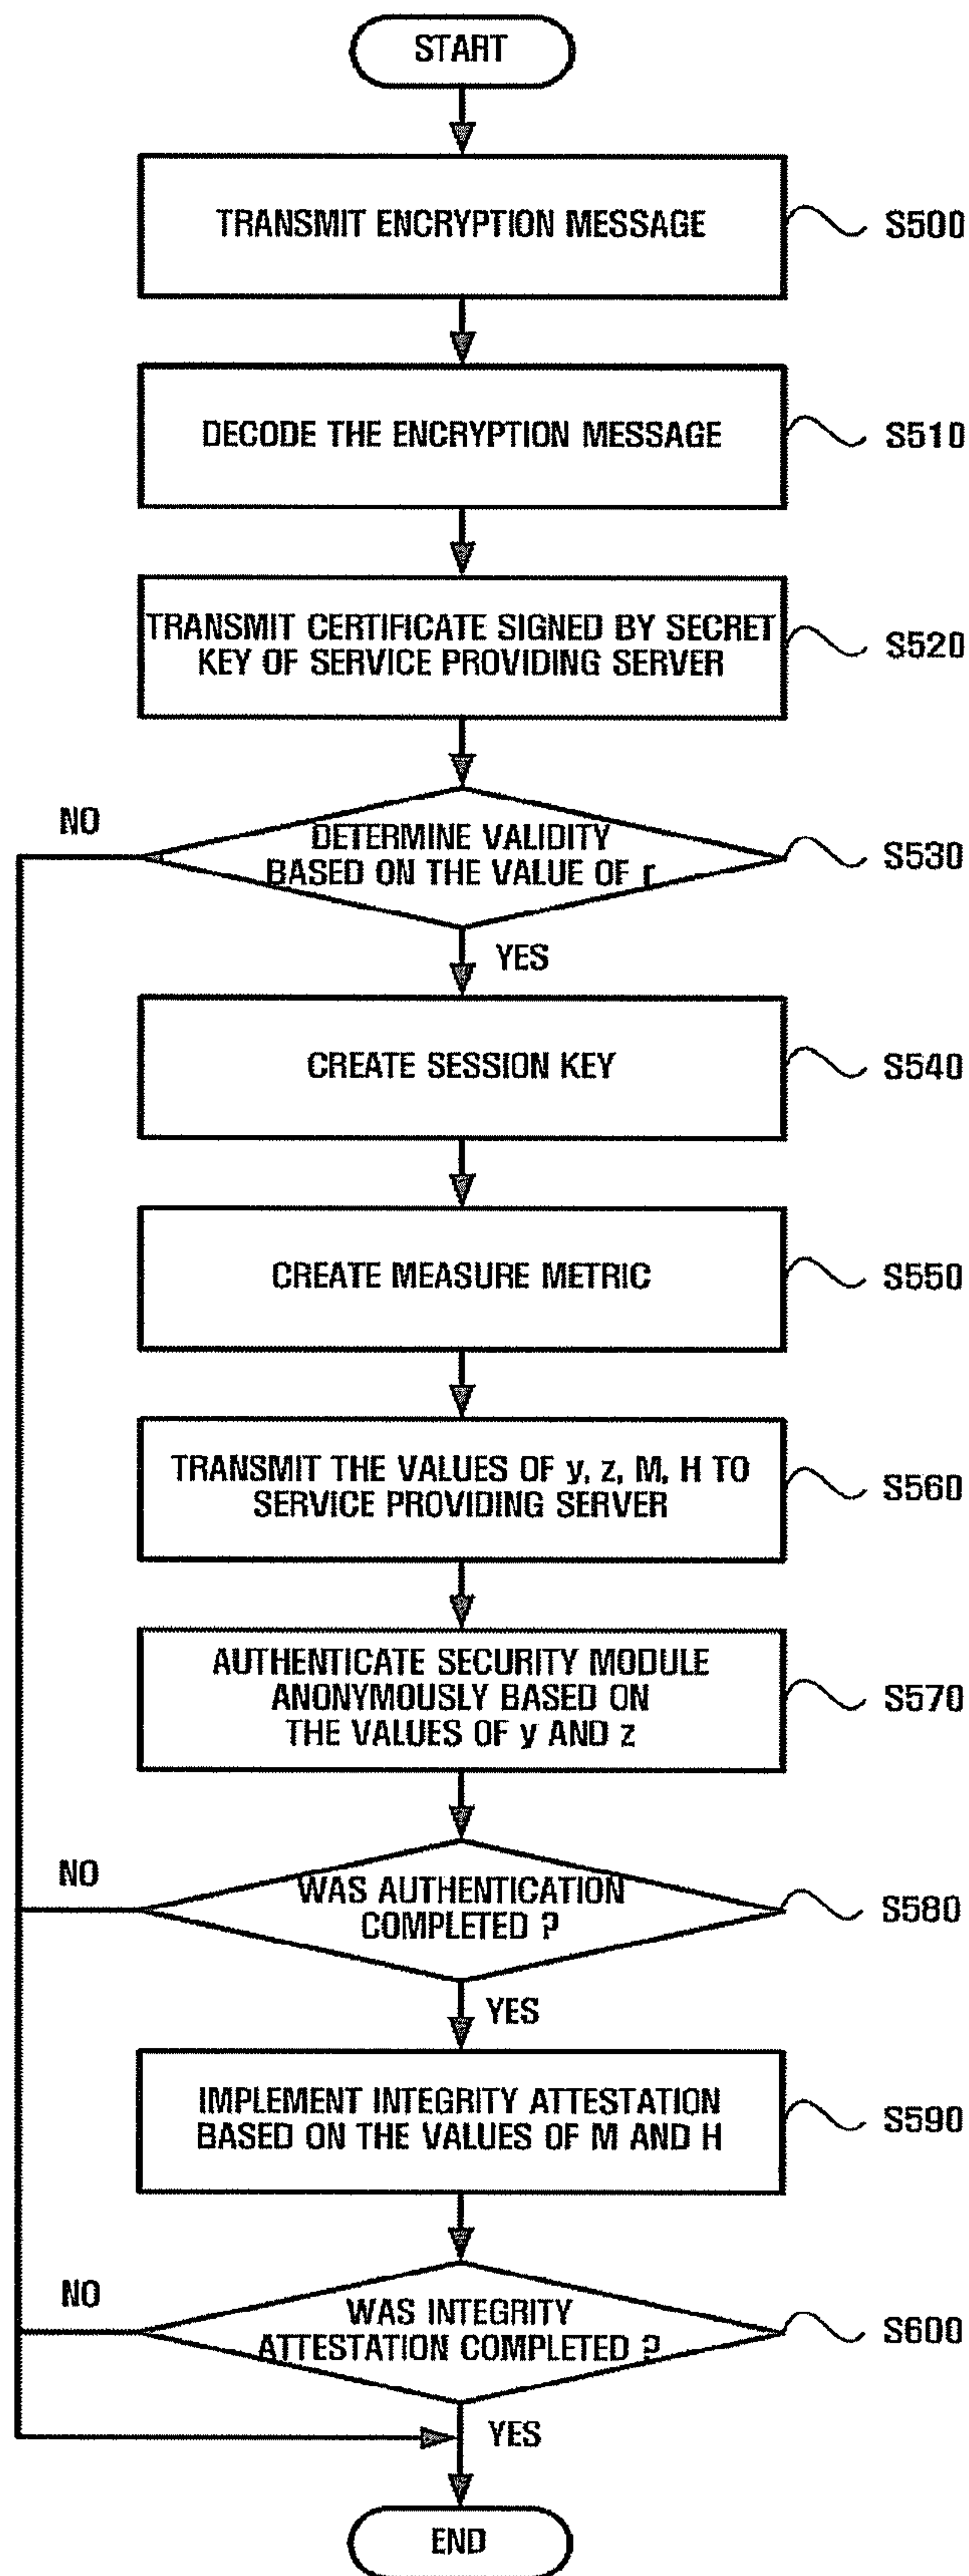 START
TRANSMIT ENCRYPTION MESSAGE
S500
DECODE THE ENCRYPTION MESSAGE
S510
TRANSMIT CERTIFICATE SIGNED BY SECRET
KEY OF SERVICE PROVIDING SERVER
S520
NO
DETERMINE VALIDITY
BASED ON THE VALUE OF r
S530
YES
CREATE SESSION KEY
S540
CREATE MEASURE METRIC
S550
TRANSMIT THE VALUES OF y, z, M, H TO
SERVICE PROVIDING SERVER
S560
AUTHENTICATE SECURITY MODULE
ANONYMOUSLY BASED ON
THE VALUES OF y AND z
S570
NO
WAS AUTHENTICATION
COMPLETED ?
S580
YES
IMPLEMENT INTEGRITY ATTESTATION
BASED ON THE VALUES OF M AND H
S590
NO
WAS INTEGRITY
ATTESTATION COMPLETED ?
S600
YES
END